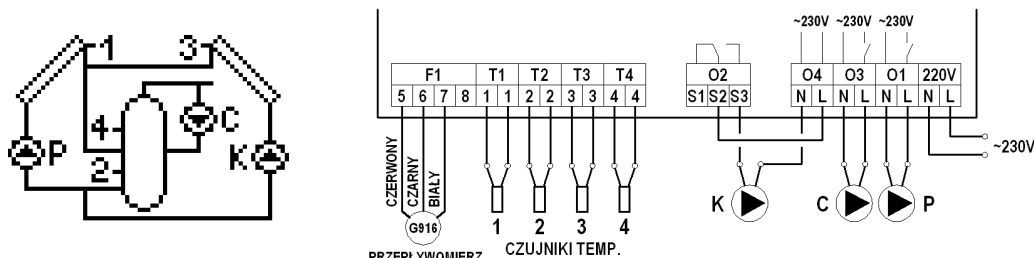 1 3
4 C
P K
2
~230V ~230V ~230V
F1 T1 T2 T3 T4 O2 O4 O3 O1 220V
5 6 7 8 1 1 2 2 3 3 4 4 S1 S2 S3 N L N L N L N L
CZERWONY
CZARNY
BIAŁY
~230V
G916
K C P
1 2 3 4
PRZEPŁYWOMIERZ CZUJNIKI TEMP.